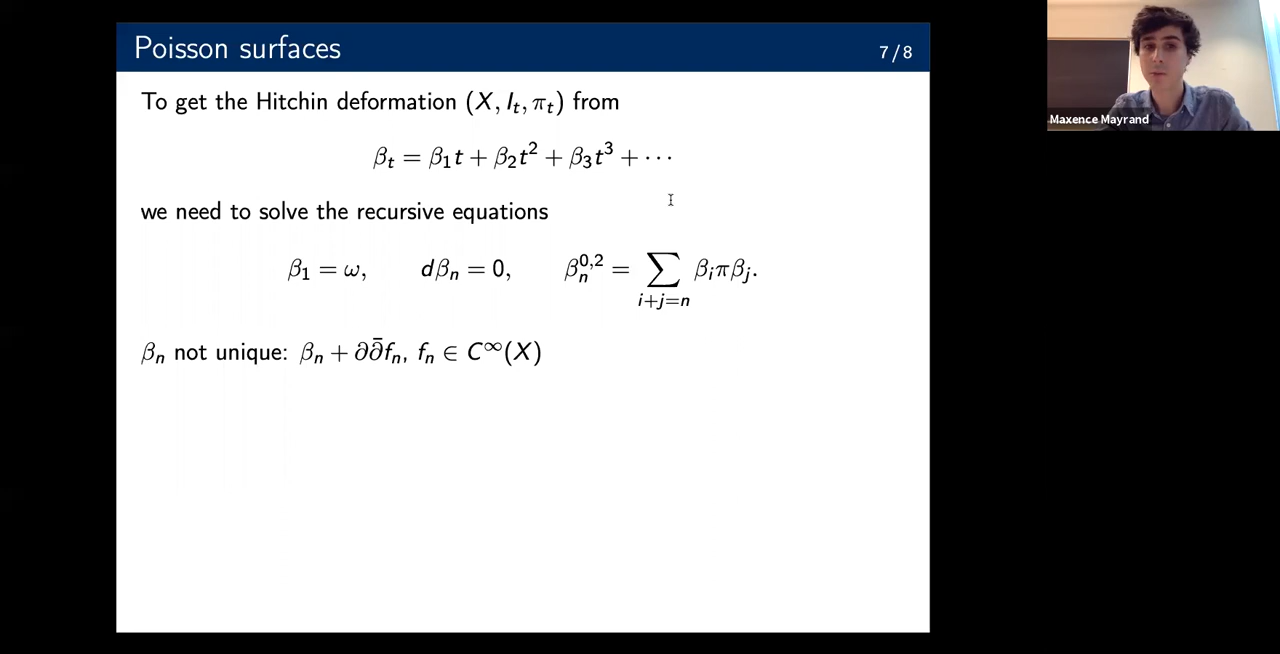 Poisson surfaces
7 / 8
To get the Hitchin deformation (X, I_t, π_t) from
β_t = β_1 t + β_2 t^2 + β_3 t^3 + ⋯
we need to solve the recursive equations
β_1 = ω, dβ_n = 0, β_n^{0,2} = ∑_{i+j=n} β_i π β_j.
β_n not unique: β_n + ∂∂̄f_n, f_n ∈ C^∞(X)
Maxence Mayrand